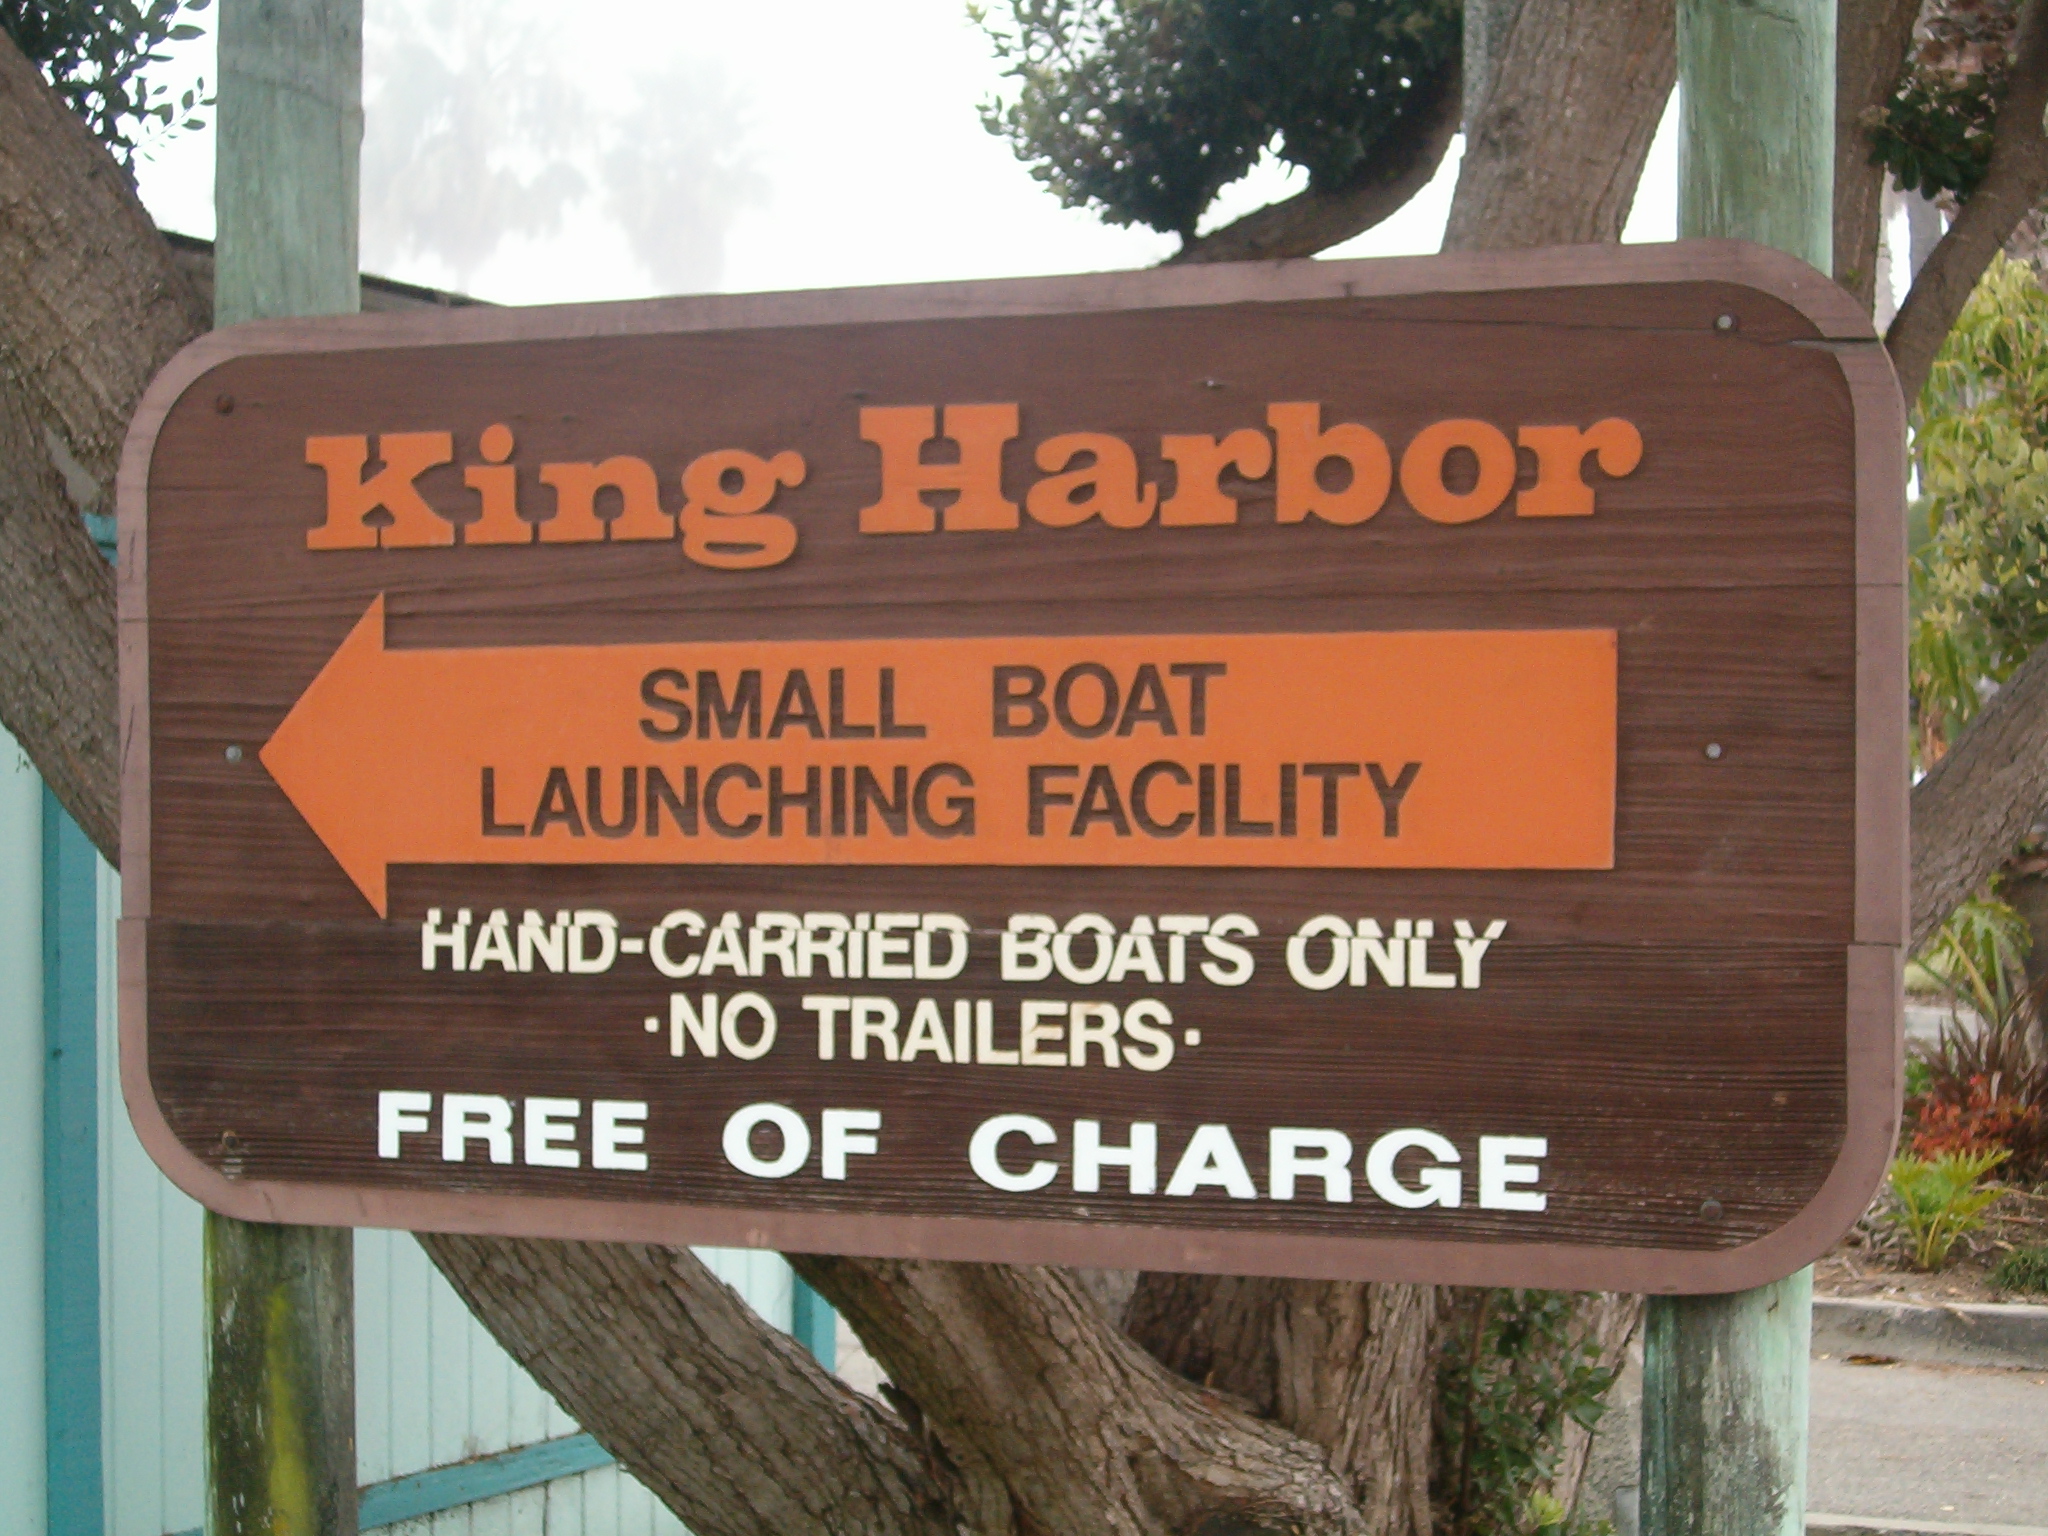 King Harbor
SMALL BOAT
LAUNCHING FACILITY
HAND-CARRIED BOATS ONLY
·NO TRAILERS·
FREE OF CHARGE